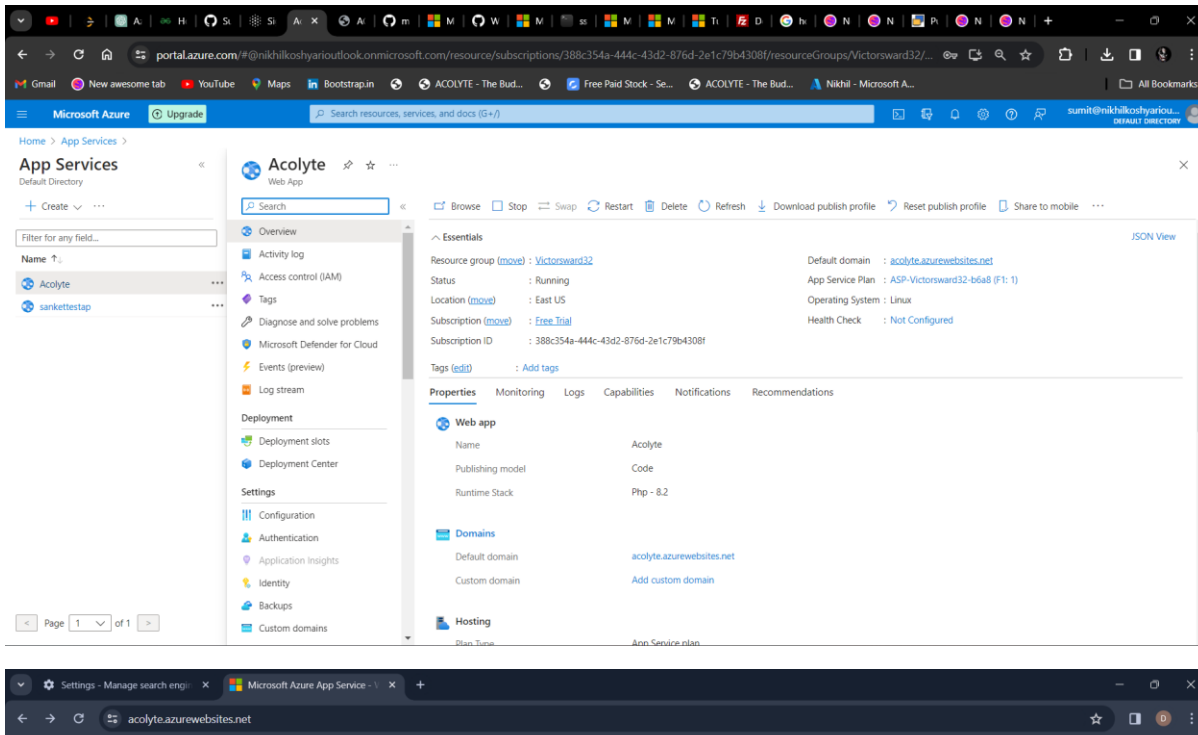 portal.azure.com/#@nikhilkoshyarioutlook.onmicrosoft.com/resource/subscriptions/388c354a-444c-43d2-876d-2e1c79b4308f/resourceGroups/Victorsward32/...
Gmail New awesome tab YouTube Maps Bootstrap.in ACOLYTE - The Bud... Free Paid Stock - Se... ACOLYTE - The Bud... Nikhil - Microsoft A... All Bookmarks
Microsoft Azure Upgrade Search resources, services, and docs (G+/) sumit@nikhilkoshyariou...
DEFAULT DIRECTORY
Home > App Services >
App Services «
Default Directory
+ Create ...
Filter for any field...
Name ↑↓
Acolyte ...
sankettestap ...
< Page 1 of 1 >
Acolyte ...
Web App
Search «
Overview
Activity log
Access control (IAM)
Tags
Diagnose and solve problems
Microsoft Defender for Cloud
Events (preview)
Log stream
Deployment
Deployment slots
Deployment Center
Settings
Configuration
Authentication
Application Insights
Identity
Backups
Custom domains
Browse Stop Swap Restart Delete Refresh Download publish profile Reset publish profile Share to mobile ...
Essentials JSON View
Resource group (move) : Victorsward32
Status : Running
Location (move) : East US
Subscription (move) : Free Trial
Subscription ID : 388c354a-444c-43d2-876d-2e1c79b4308f
Default domain : acolyte.azurewebsites.net
App Service Plan : ASP-Victorsward32-b6a8 (F1: 1)
Operating System : Linux
Health Check : Not Configured
Tags (edit) : Add tags
Properties Monitoring Logs Capabilities Notifications Recommendations
Web app
Name Acolyte
Publishing model Code
Runtime Stack Php - 8.2
Domains
Default domain acolyte.azurewebsites.net
Custom domain Add custom domain
Hosting
Plan Type App Service plan
Settings - Manage search engin Microsoft Azure App Service -
acolyte.azurewebsites.net